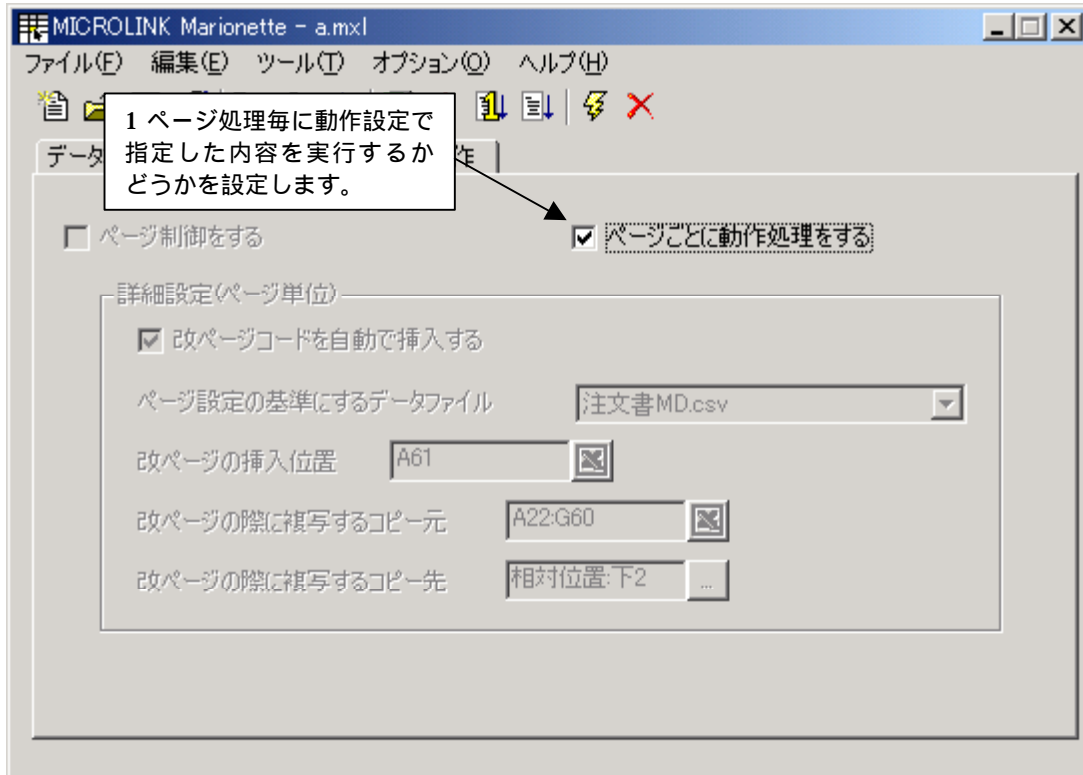 MICROLINK Marionette - a.mxl
ファイル(F) 編集(E) ツール(T) オプション(O) ヘルプ(H)
1 ページ処理毎に動作設定で
指定した内容を実行するか
どうかを設定します。
データ 作
ページ制御をする ページごとに動作処理をする
詳細設定(ページ単位)
改ページコードを自動で挿入する
ページ設定の基準にするデータファイル 注文書MD.csv
改ページの挿入位置 A61
改ページの際に複写するコピー元 A22:G60
改ページの際に複写するコピー先 相対位置:下2 ...